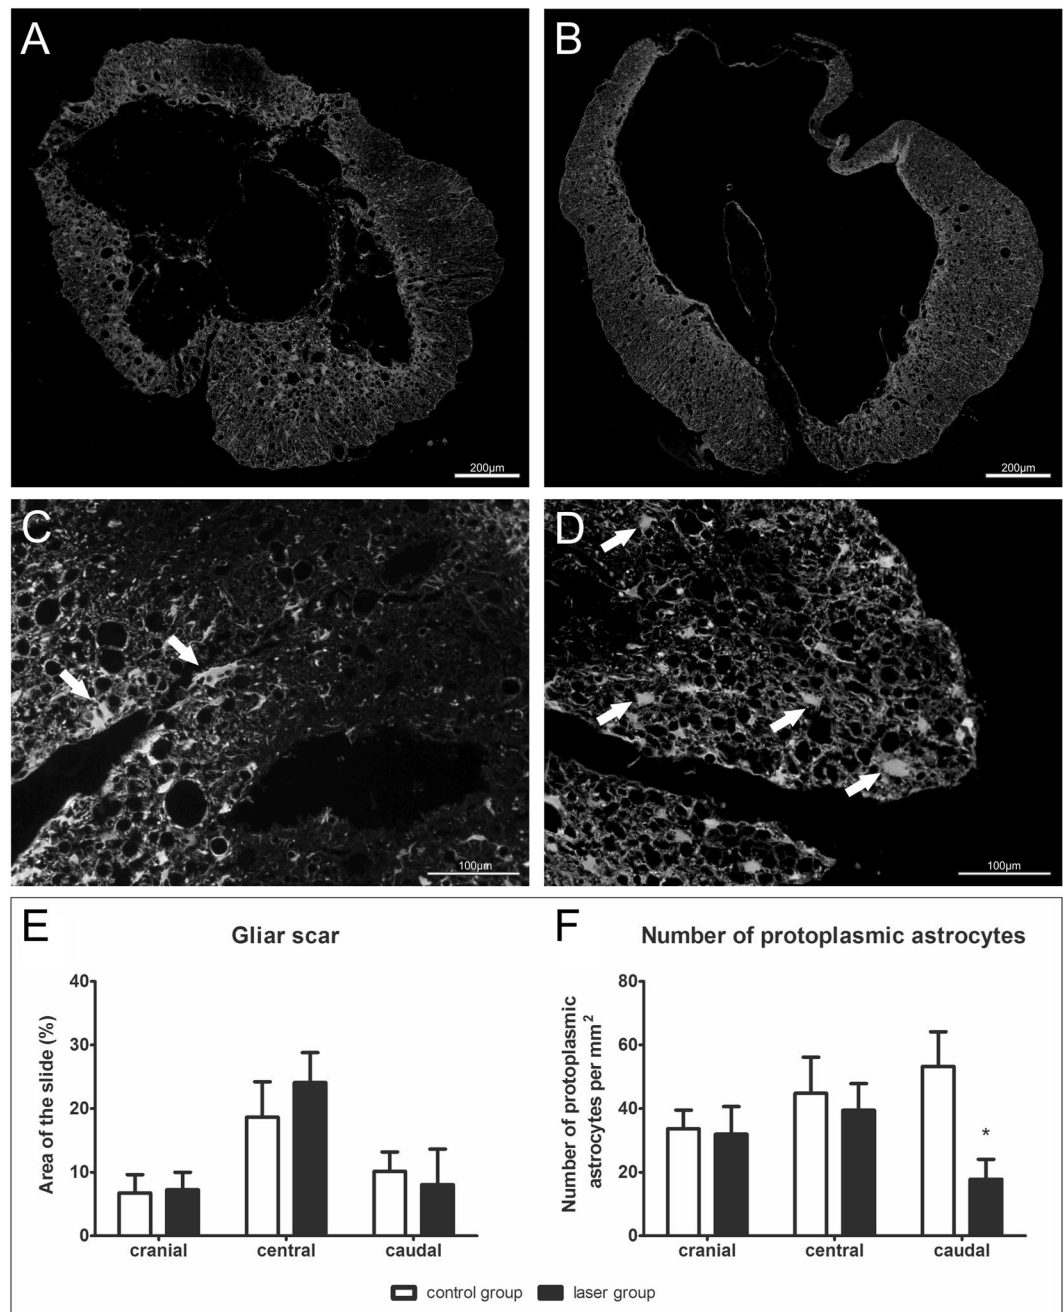 A
B
200µm
200µm
C
D
100µm
100µm
E
Gliar scar
Area of the slide (%)
40
30
20
10
0
cranial
central
caudal
F
Number of protoplasmic astrocytes
Number of protoplasmic
astrocytes per mm²
80
60
40
20
0
*
cranial
central
caudal
control group
laser group